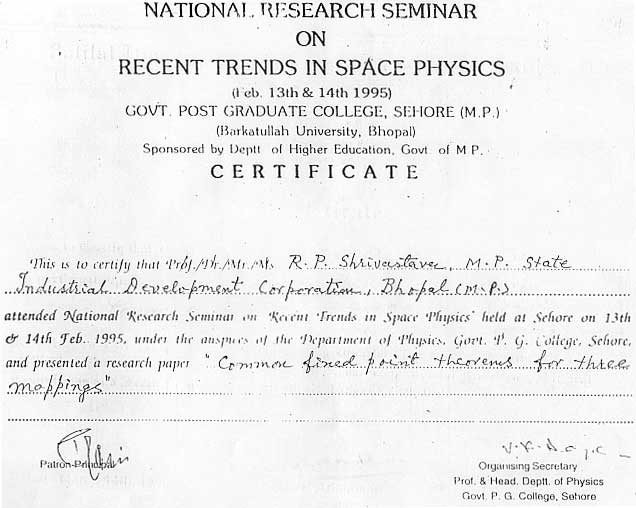 NATIONAL RESEARCH SEMINAR
ON
RECENT TRENDS IN SPACE PHYSICS
(Feb. 13th & 14th 1995)
GOVT. POST GRADUATE COLLEGE, SEHORE (M.P.)
(Barkatullah University, Bhopal)
Sponsored by Deptt of Higher Education, Govt of M P.
CERTIFICATE
This is to certify that Prof./Dr./Mr./Ms R. P. Shrivastava, M.P. State
Industrial Development Corporation, Bhopal (M.P.)
attended National Research Seminar on 'Recent Trends in Space Physics' held at Sehore on 13th
& 14th Feb. 1995, under the auspices of the Department of Physics, Govt. P. G. College, Sehore,
and presented a research paper "Common fixed point theorems for three
mappings"
Patron-Principal
Organising Secretary
Prof. & Head. Deptt. of Physics
Govt. P. G. College, Sehore